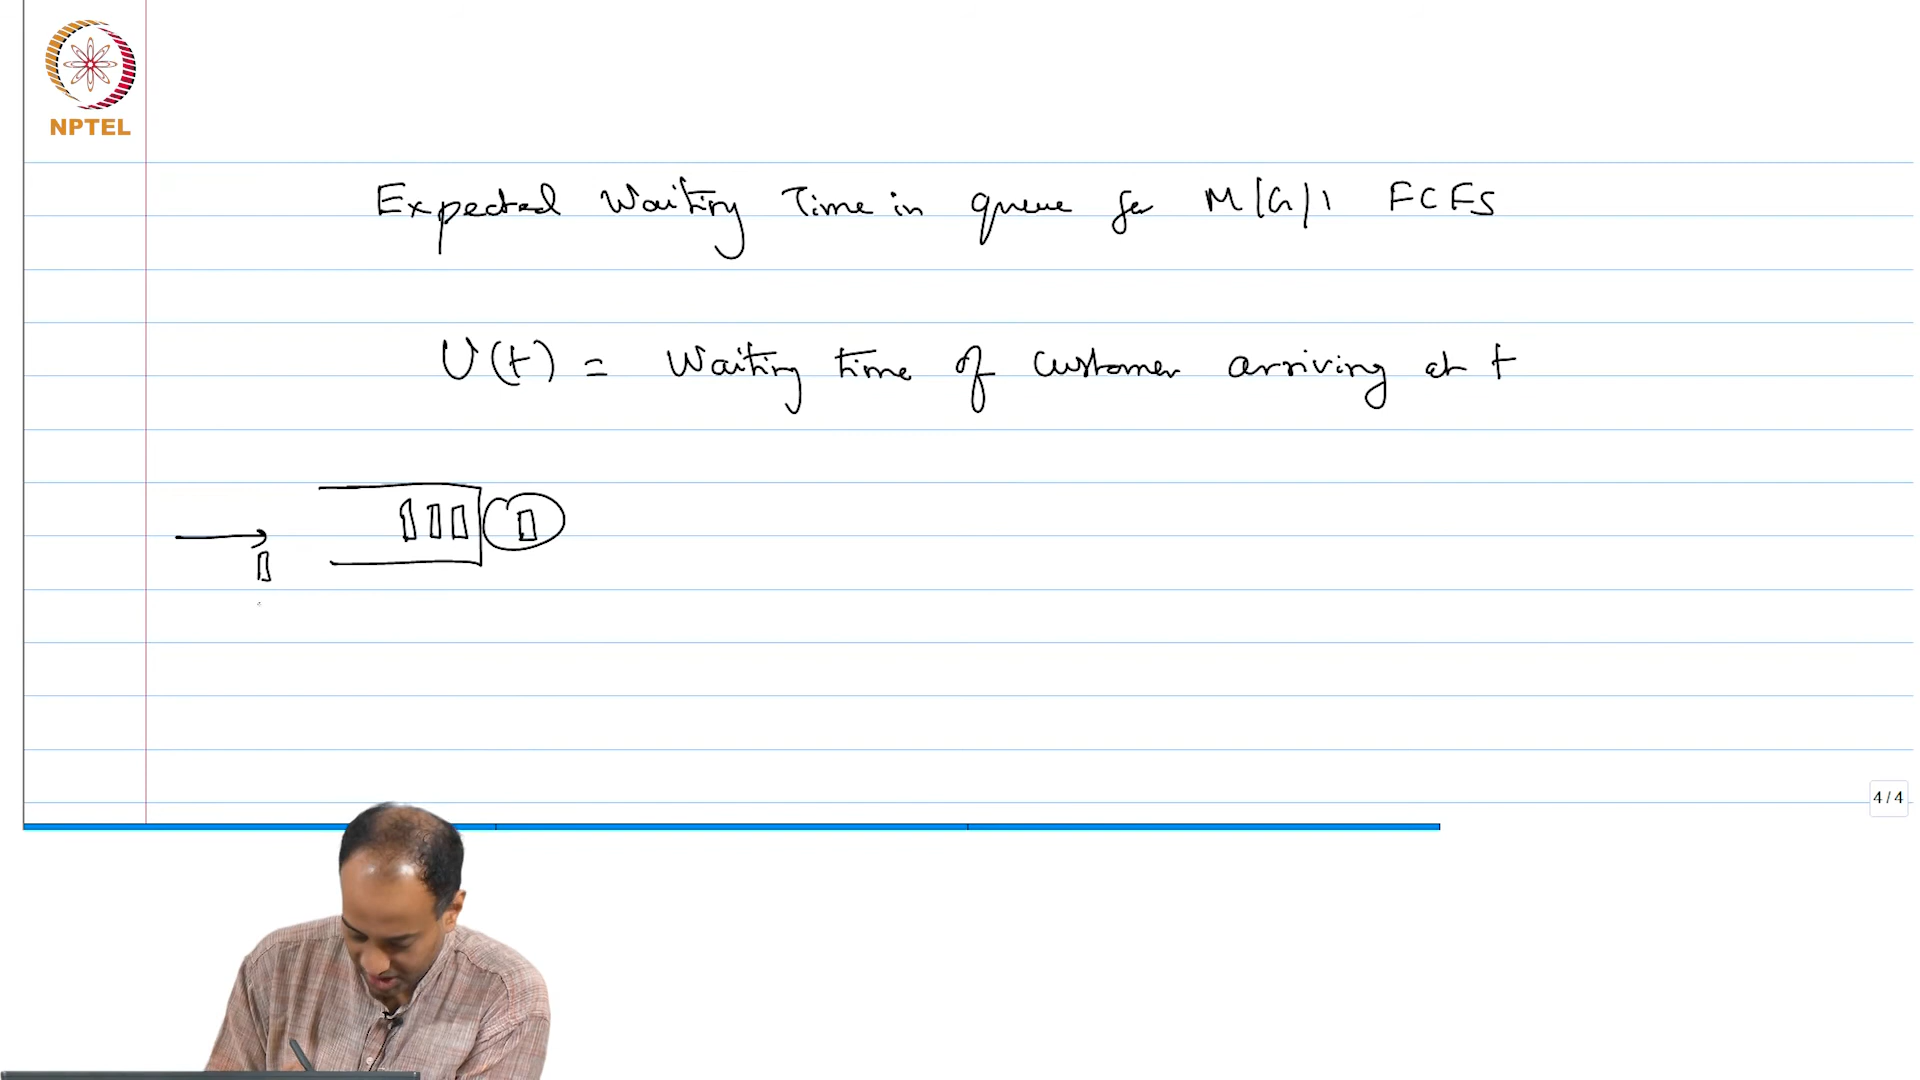 NPTEL
Expected Waiting Time in queue for M/G/1 FCFS
U(t) = Waiting time of customer arriving at t
4 / 4